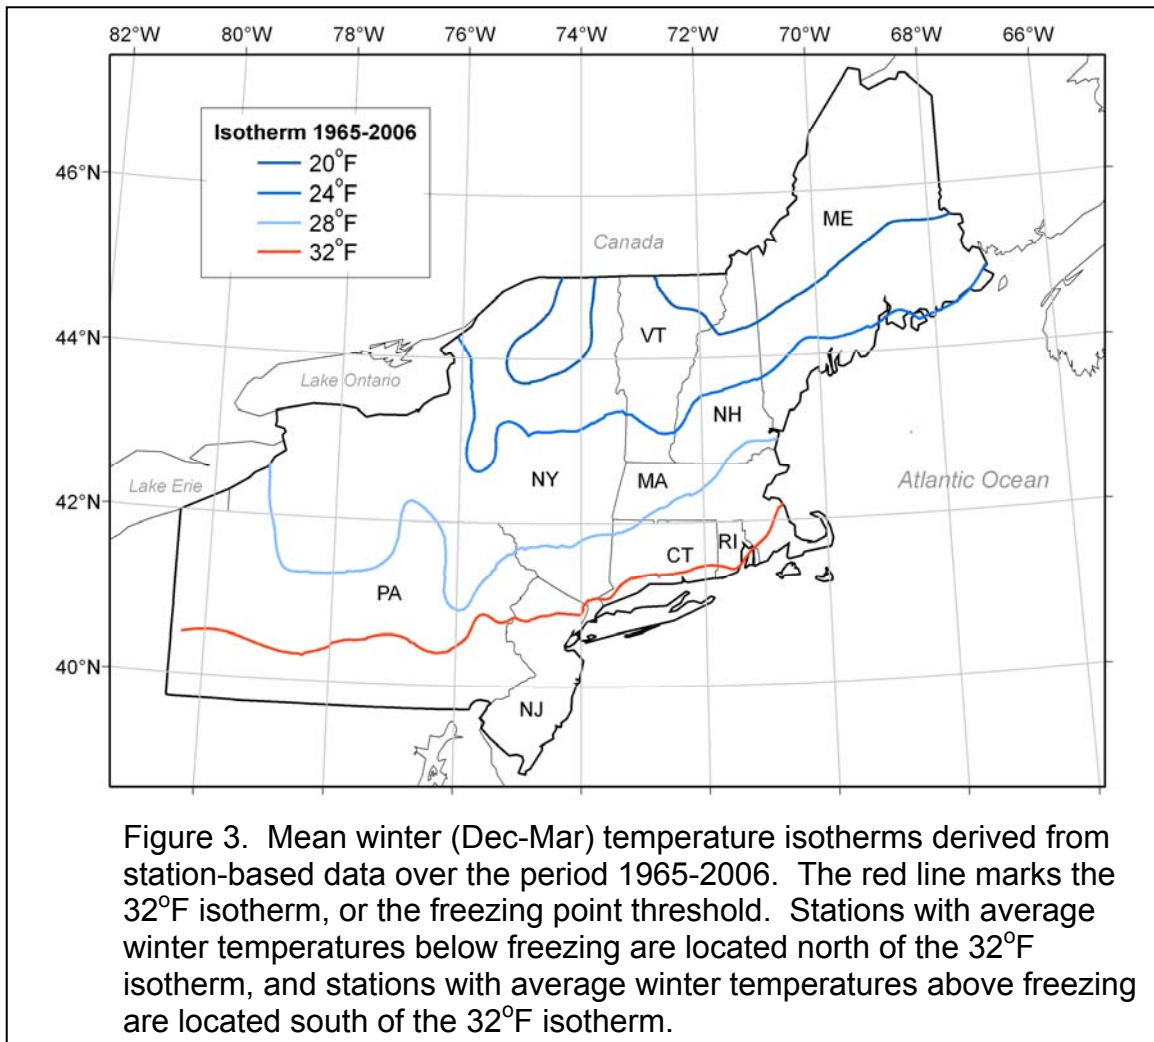 82°W 80°W 78°W 76°W 74°W 72°W 70°W 68°W 66°W
Isotherm 1965-2006
20°F
24°F
28°F
32°F
46°N
44°N
42°N
40°N
Canada
ME
VT
Lake Ontario
NH
NY
MA
Lake Erie
Atlantic Ocean
CT
RI
PA
NJ
Figure 3. Mean winter (Dec-Mar) temperature isotherms derived from
station-based data over the period 1965-2006. The red line marks the
32°F isotherm, or the freezing point threshold. Stations with average
winter temperatures below freezing are located north of the 32°F
isotherm, and stations with average winter temperatures above freezing
are located south of the 32°F isotherm.